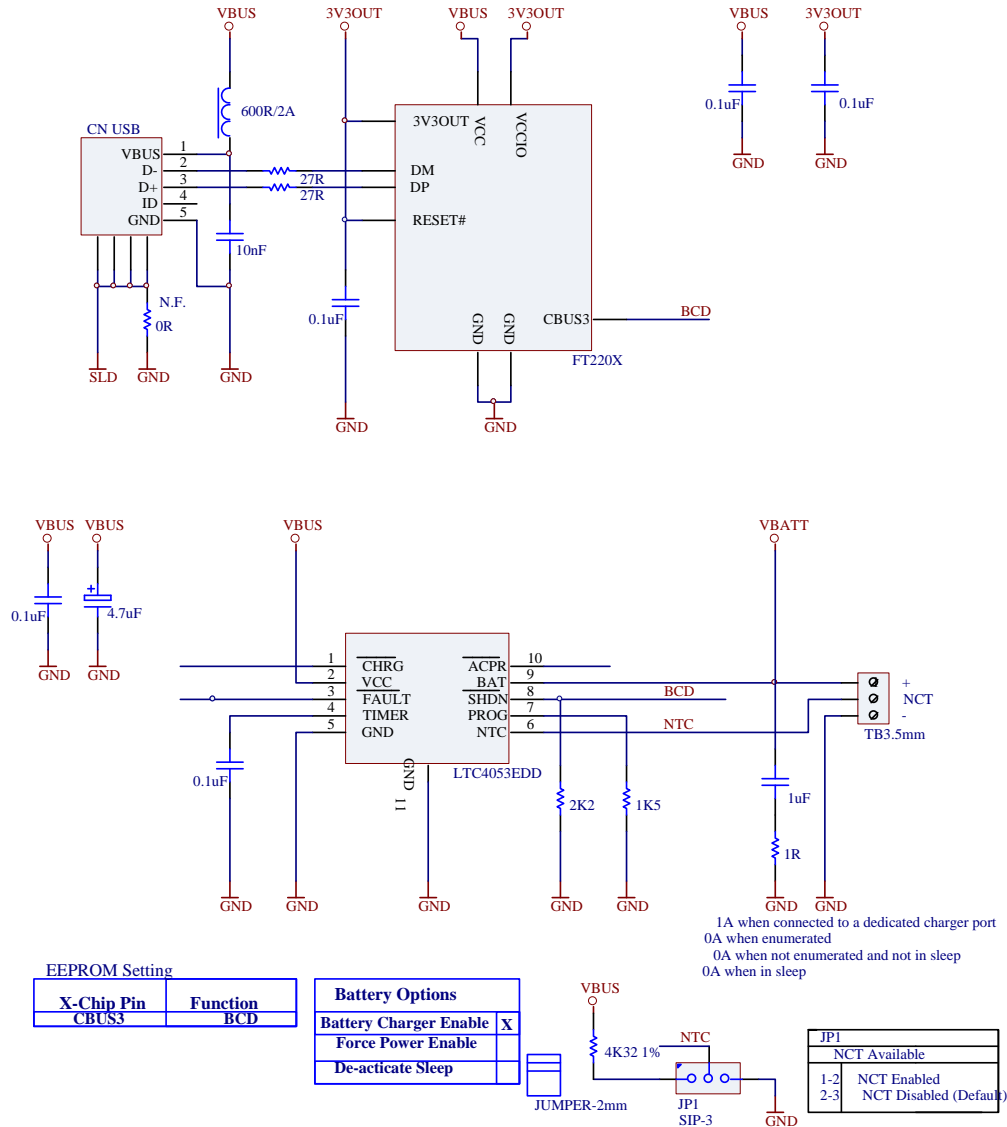 VBUS 3V3OUT VBUS 3V3OUT VBUS 3V3OUT
600R/2A
0.1uF 0.1uF
CN USB
3V3OUT
VCC
VCCIO
GND GND
VBUS 1
D- 2
D+ 3
ID 4
GND 5
27R
27R
DM
DP
RESET#
10nF
N.F.
0R
0.1uF
GND
GND
CBUS3
BCD
FT220X
SLD GND GND
GND GND
VBUS VBUS VBUS VBATT
0.1uF 4.7uF
GND GND
1 CHRG ACPR 10
2 VCC BAT 9
3 FAULT SHDN 8 BCD
4 TIMER PROG 7
5 GND NTC 6 NTC
+
NCT
-
TB3.5mm
0.1uF
GND
11
LTC4053EDD
2K2
1K5
1uF
1R
GND GND GND GND GND GND GND
1A when connected to a dedicated charger port
0A when enumerated
0A when not enumerated and not in sleep
0A when in sleep
EEPROM Setting
X-Chip Pin Function
CBUS3 BCD
Battery Options
Battery Charger Enable X
Force Power Enable
De-acticate Sleep
JUMPER-2mm
VBUS
4K32 1%
NTC
JP1
SIP-3
GND
JP1
NCT Available
1-2 NCT Enabled
2-3 NCT Disabled (Default)